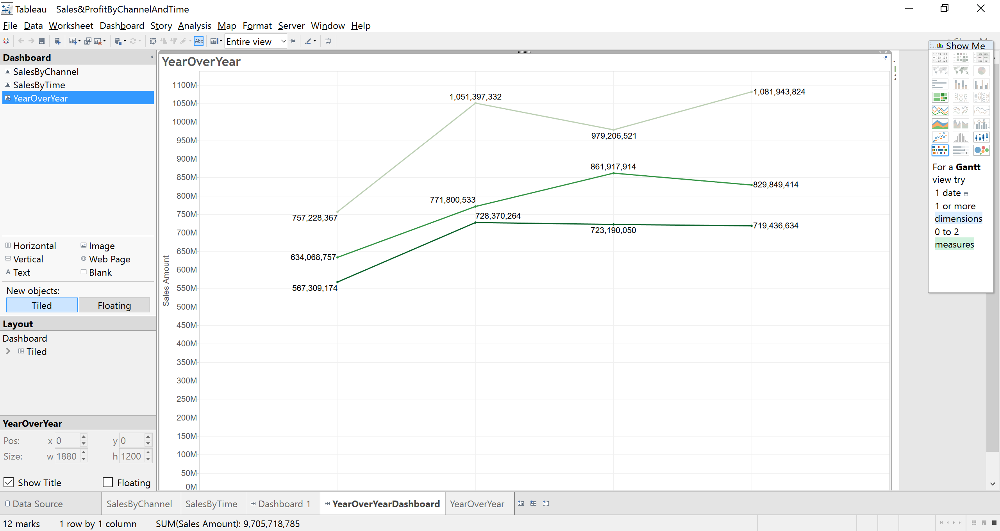 Tableau - Sales&ProfitByChannelAndTime
File Data Worksheet Dashboard Story Analysis Map Format Server Window Help
Abc Entire view
Show Me
Dashboard
SalesByChannel
SalesByTime
YearOverYear
Horizontal Image
Vertical Web Page
Text Blank
New objects:
Tiled Floating
Layout
Dashboard
Tiled
YearOverYear
Pos: x 0 y 0
Size: w 1880 h 1200
Show Title Floating
YearOverYear
Sales Amount
1100M
1050M
1000M
950M
900M
850M
800M
750M
700M
650M
600M
550M
500M
450M
400M
350M
300M
250M
200M
150M
100M
50M
0M
1,051,397,332
1,081,943,824
979,206,521
861,917,914
829,849,414
771,800,533
757,228,367
728,370,264
719,436,634
723,190,050
634,068,757
567,309,174
For a Gantt
view try
1 date
1 or more
dimensions
0 to 2
measures
Data Source SalesByChannel SalesByTime Dashboard 1 YearOverYearDashboard YearOverYear
12 marks 1 row by 1 column SUM(Sales Amount): 9,705,718,785